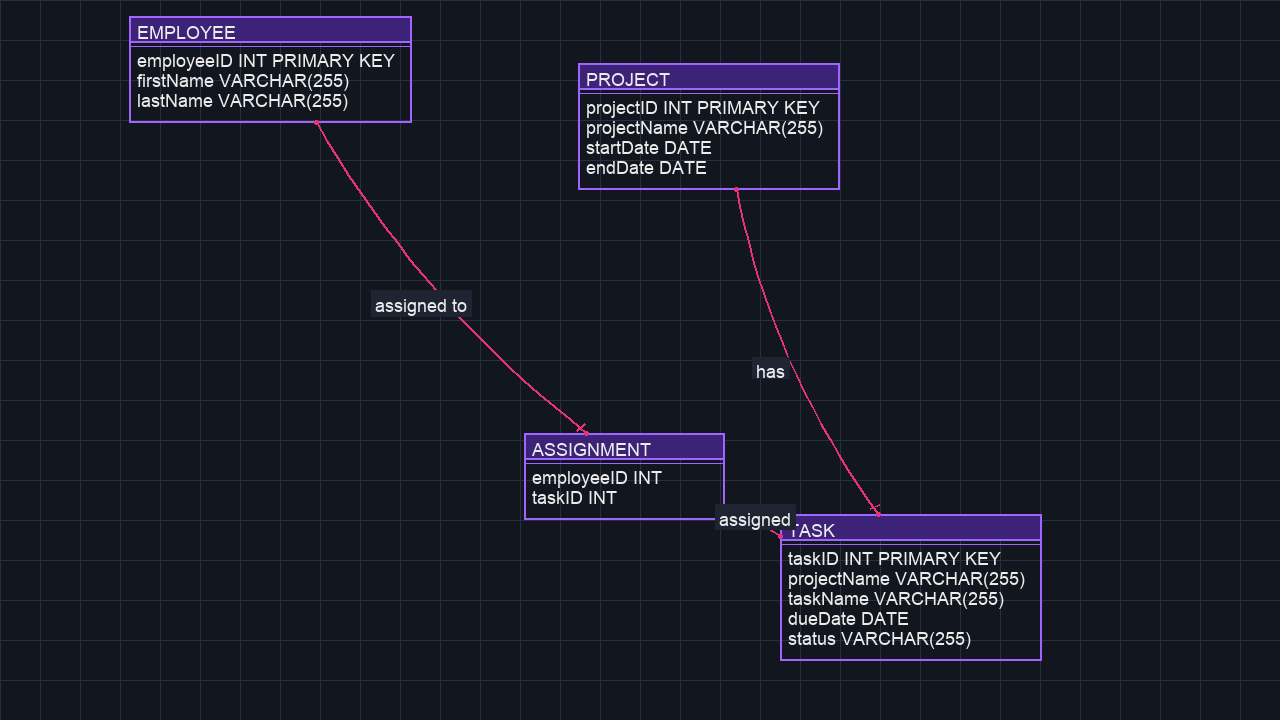 EMPLOYEE
employeeID INT PRIMARY KEY
firstName VARCHAR(255)
lastName VARCHAR(255)
PROJECT
projectID INT PRIMARY KEY
projectName VARCHAR(255)
startDate DATE
endDate DATE
assigned to
has
ASSIGNMENT
employeeID INT
taskID INT
assigned
TASK
taskID INT PRIMARY KEY
projectName VARCHAR(255)
taskName VARCHAR(255)
dueDate DATE
status VARCHAR(255)